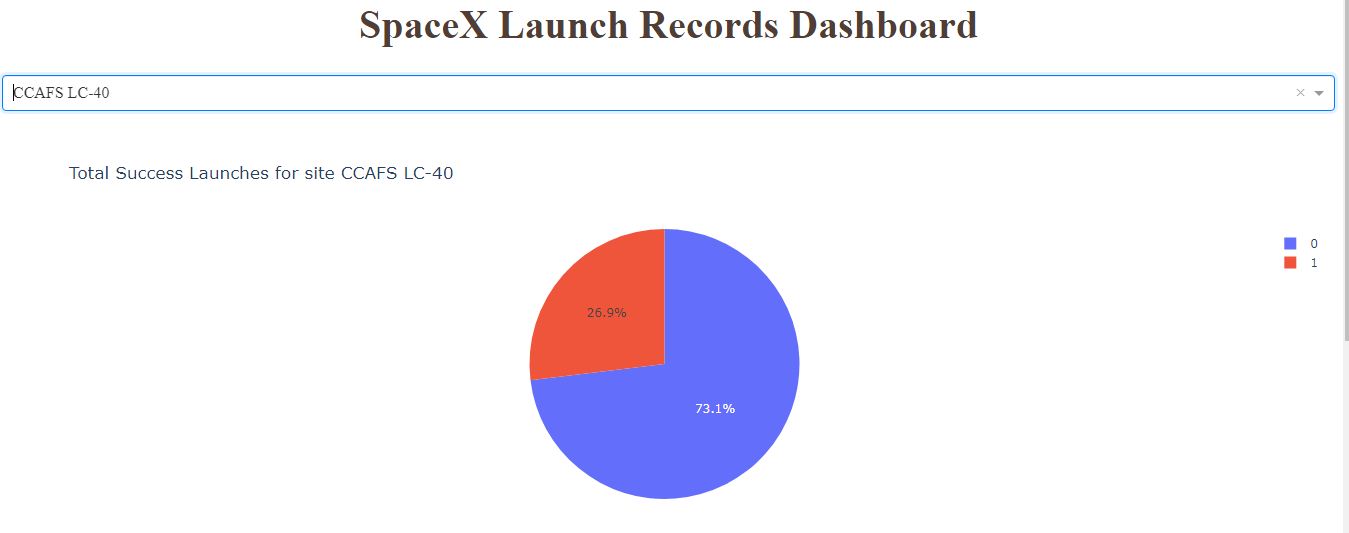 SpaceX Launch Records Dashboard
CCAFS LC-40
Total Success Launches for site CCAFS LC-40
0
1
26.9%
73.1%